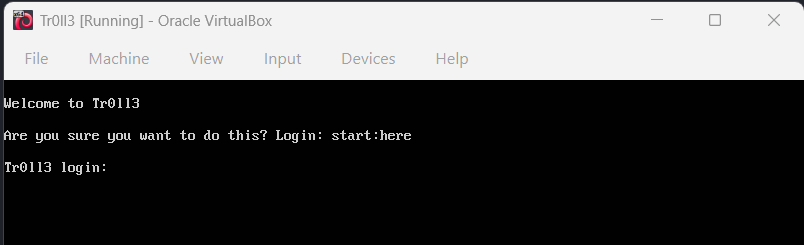 Tr0ll3 [Running] - Oracle VirtualBox
File Machine View Input Devices Help
Welcome to Tr0ll3
Are you sure you want to do this? Login: start:here
Tr0ll3 login: